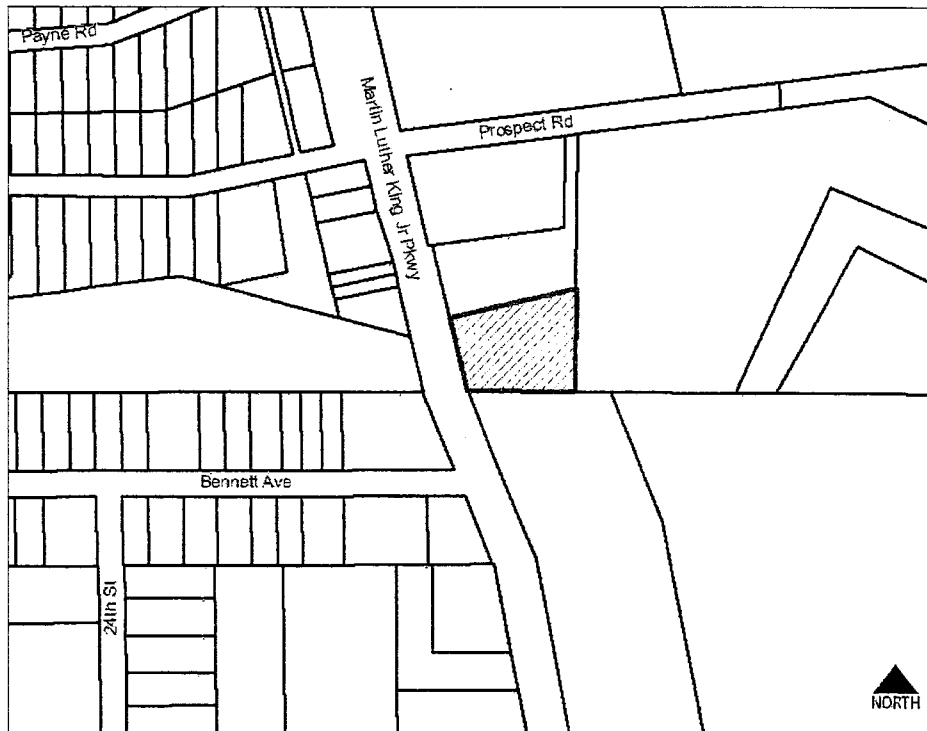 Payne Rd
Martin Luther King Jr Pkwy
Prospect Rd
Bennett Ave
24th St
NORTH